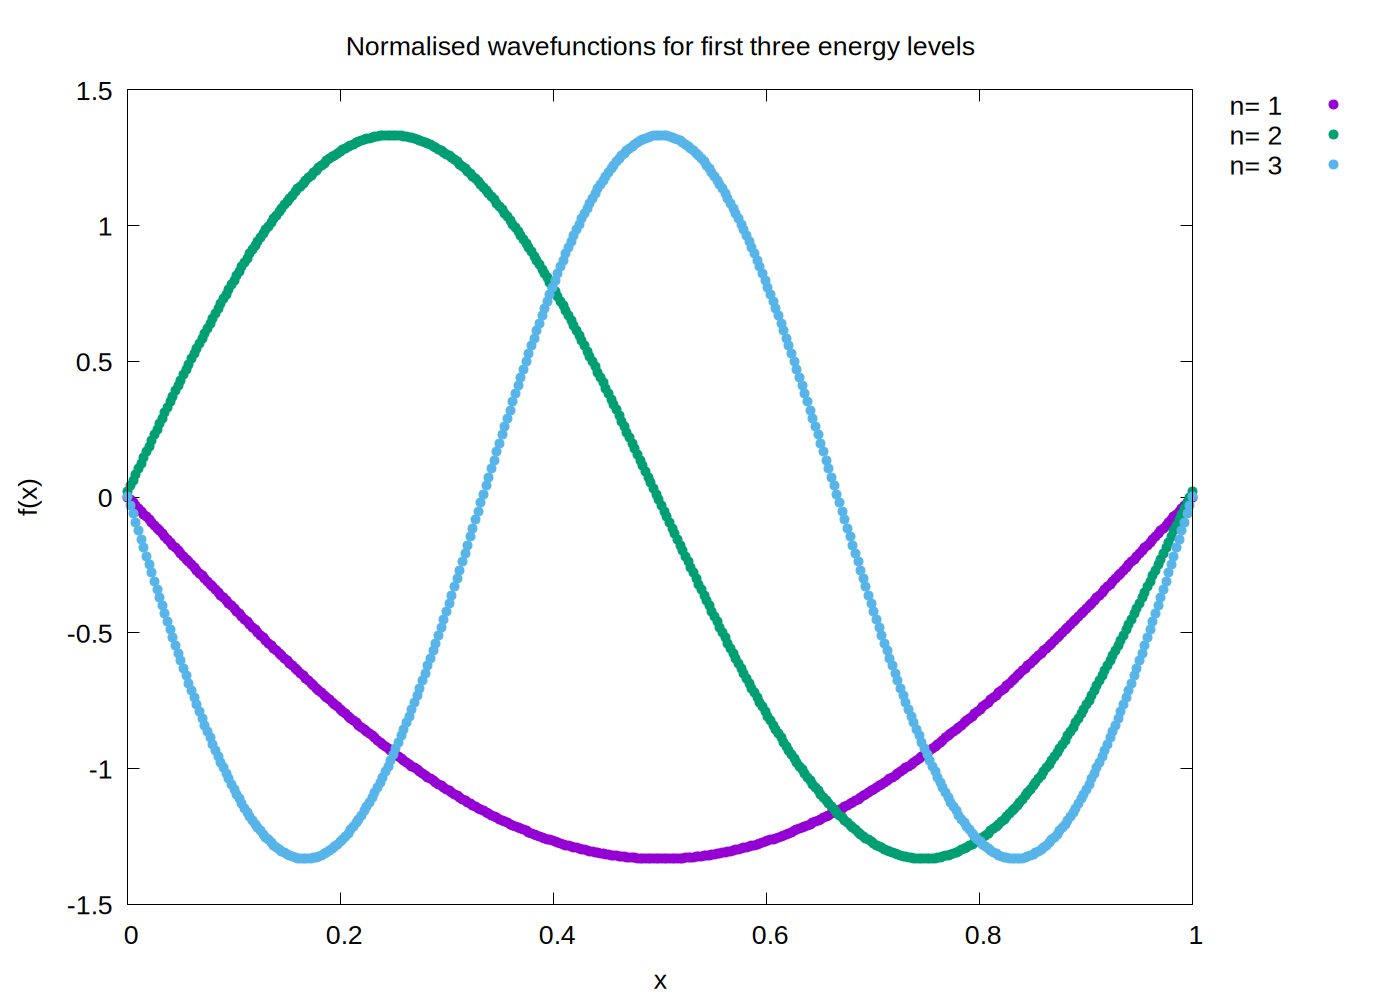 Normalised wavefunctions for first three energy levels
1.5
1
0.5
0
-0.5
-1
-1.5
f(x)
0 0.2 0.4 0.6 0.8 1
x
n= 1
n= 2
n= 3